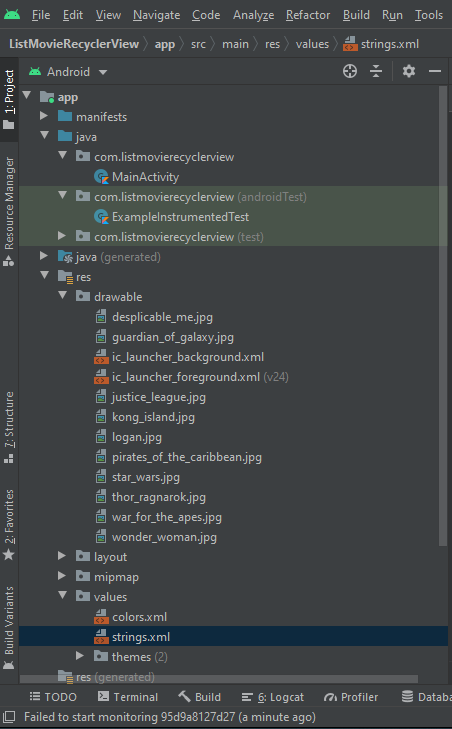 File Edit View Navigate Code Analyze Refactor Build Run Tools
ListMovieRecyclerView app src main res values strings.xml
Android
app
manifests
java
com.listmovierecyclerview
MainActivity
com.listmovierecyclerview (androidTest)
ExampleInstrumentedTest
com.listmovierecyclerview (test)
java (generated)
res
drawable
desplicable_me.jpg
guardian_of_galaxy.jpg
ic_launcher_background.xml
ic_launcher_foreground.xml (v24)
justice_league.jpg
kong_island.jpg
logan.jpg
pirates_of_the_caribbean.jpg
star_wars.jpg
thor_ragnarok.jpg
war_for_the_apes.jpg
wonder_woman.jpg
layout
mipmap
values
colors.xml
strings.xml
themes (2)
res (generated)
1: Project
Resource Manager
7: Structure
2: Favorites
Build Variants
TODO Terminal Build 6: Logcat Profiler Databa
Failed to start monitoring 95d9a8127d27 (a minute ago)